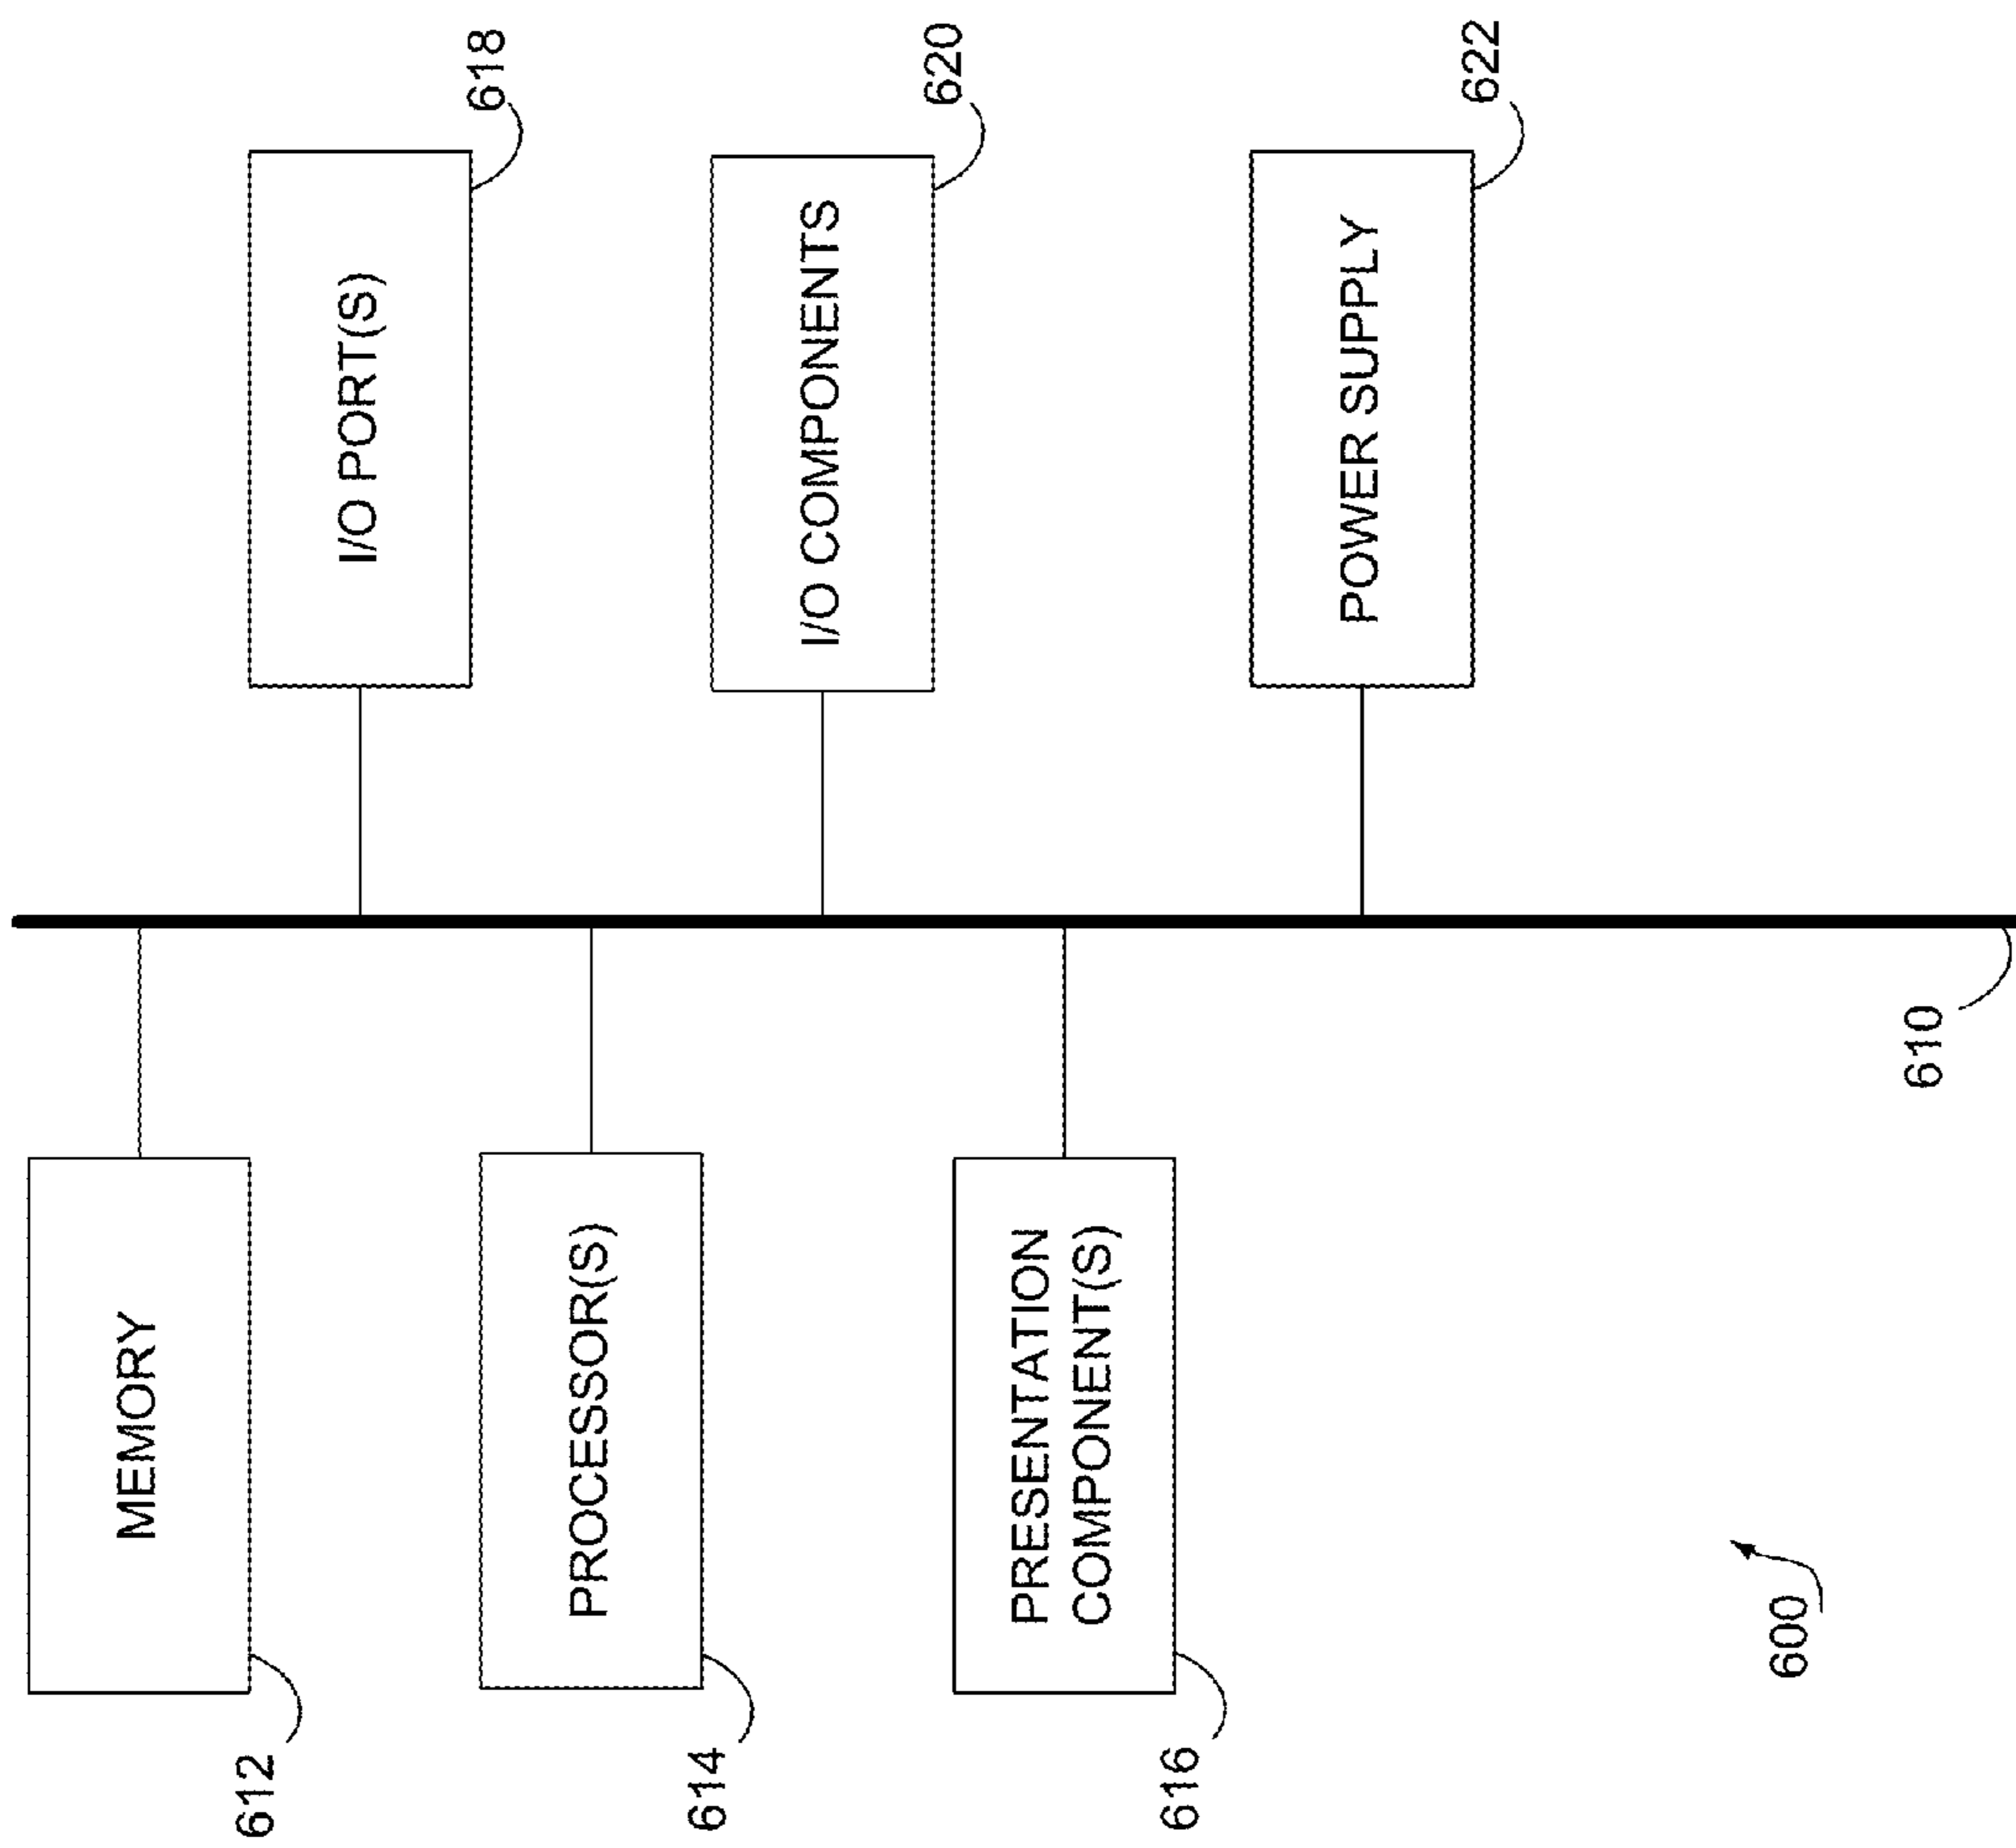 MEMORY
612
PROCESSOR(S)
614
PRESENTATION
COMPONENT(S)
616
600
610
I/O PORT(S)
618
I/O COMPONENTS
620
POWER SUPPLY
622